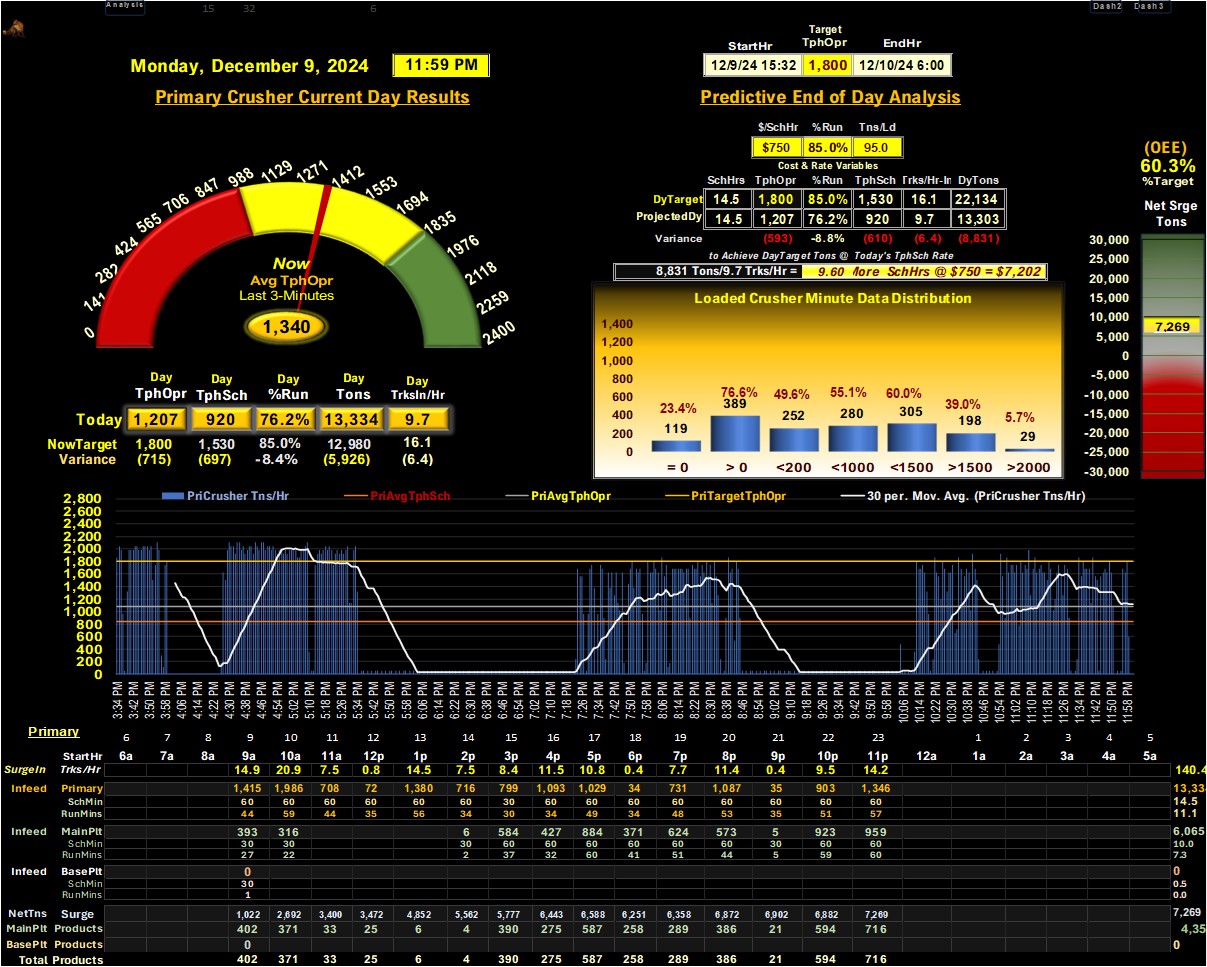 Analysis 15 32 6 Dash2 Dash3
Target
StartHr TphOpr EndHr
Monday, December 9, 2024 11:59 PM 12/9/24 15:32 1,800 12/10/24 6:00
Primary Crusher Current Day Results Predictive End of Day Analysis
$/SchHr %Run Tns/Ld
$750 85.0% 95.0
Cost & Rate Variables
SchHrs TphOpr %Run TphSch Trks/Hr-In DyTons
DyTarget 14.5 1,800 85.0% 1,530 16.1 22,134
ProjectedDy 14.5 1,207 76.2% 920 9.7 13,303
Variance (593) -8.8% (610) (6.4) (8,831)
to Achieve DayTarget Tons @ Today's TphSch Rate
8,831 Tons/9.7 Trks/Hr = 9.60 More SchHrs @ $750 = $7,202
(OEE)
60.3%
%Target
Net Srge
Tons
30,000
25,000
20,000
15,000
10,000
7,269
5,000
0
-5,000
-10,000
-15,000
-20,000
-25,000
-30,000
0 141 282 424 565 706 847 988 1129 1271 1412 1553 1694 1835 1976 2118 2259 2400
Now
Avg TphOpr
Last 3-Minutes
1,340
Day Day Day Day Day
TphOpr TphSch %Run Tons TrksIn/Hr
Today 1,207 920 76.2% 13,334 9.7
NowTarget 1,800 1,530 85.0% 12,980 16.1
Variance (715) (697) -8.4% (5,926) (6.4)
Loaded Crusher Minute Data Distribution
1,400
1,200
1,000
800
600
400
200
0
23.4% 76.6% 49.6% 55.1% 60.0% 39.0% 5.7%
119 389 252 280 305 198 29
= 0 > 0 <200 <1000 <1500 >1500 >2000
PriCrusher Tns/Hr PriAvgTphSch PriAvgTphOpr PriTargetTphOpr 30 per. Mov. Avg. (PriCrusher Tns/Hr)
2,800
2,600
2,400
2,200
2,000
1,800
1,600
1,400
1,200
1,000
800
600
400
200
0
3:34 PM 3:42 PM 3:50 PM 3:58 PM 4:06 PM 4:14 PM 4:22 PM 4:30 PM 4:38 PM 4:46 PM 4:54 PM 5:02 PM 5:10 PM 5:18 PM 5:26 PM 5:34 PM 5:42 PM 5:50 PM 5:58 PM 6:06 PM 6:14 PM 6:22 PM 6:30 PM 6:38 PM 6:46 PM 6:54 PM 7:02 PM 7:10 PM 7:18 PM 7:26 PM 7:34 PM 7:42 PM 7:50 PM 7:58 PM 8:06 PM 8:14 PM 8:22 PM 8:30 PM 8:38 PM 8:46 PM 8:54 PM 9:02 PM 9:10 PM 9:18 PM 9:26 PM 9:34 PM 9:42 PM 9:50 PM 9:58 PM 10:06 PM 10:14 PM 10:22 PM 10:30 PM 10:38 PM 10:46 PM 10:54 PM 11:02 PM 11:10 PM 11:18 PM 11:26 PM 11:34 PM 11:42 PM 11:50 PM 11:58 PM
Primary 6 7 8 9 10 11 12 13 14 15 16 17 18 19 20 21 22 23 1 2 3 4 5
StartHr 6a 7a 8a 9a 10a 11a 12p 1p 2p 3p 4p 5p 6p 7p 8p 9p 10p 11p 12a 1a 2a 3a 4a 5a
SurgeIn Trks/Hr 14.9 20.9 7.5 0.8 14.5 7.5 8.4 11.5 10.8 0.4 7.7 11.4 0.4 9.5 14.2 140.4
Infeed Primary 1,415 1,986 708 72 1,380 716 799 1,093 1,029 34 731 1,087 35 903 1,346 13,33
SchMin 60 60 60 60 60 60 30 60 60 60 60 60 60 60 60 14.5
RunMins 44 59 44 35 56 34 30 34 49 34 48 53 35 51 57 11.1
Infeed MainPlt 393 316 6 584 427 884 371 624 573 5 923 959 6,065
SchMin 30 30 30 60 60 60 60 60 60 30 60 60 10.0
RunMins 27 22 2 37 32 60 41 51 44 5 59 60 7.3
Infeed BasePlt 0 0
SchMin 30 0.5
RunMins 1 0.0
NetTns Surge 1,022 2,692 3,400 3,472 4,852 5,562 5,777 6,443 6,588 6,251 6,358 6,872 6,902 6,882 7,269 7,269
MainPlt Products 402 371 33 25 6 4 390 275 587 258 289 386 21 594 716 4,35
BasePlt Products 0 0
Total Products 402 371 33 25 6 4 390 275 587 258 289 386 21 594 716